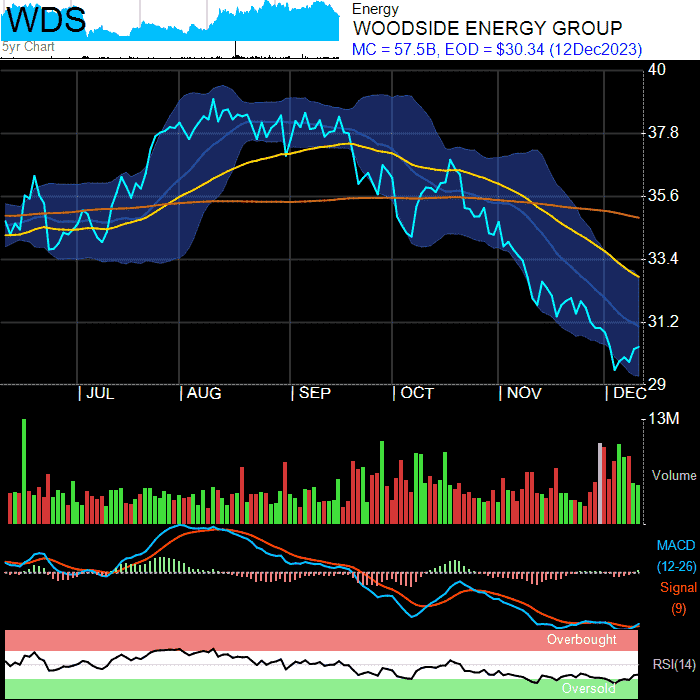 WDS
Energy
WOODSIDE ENERGY GROUP
5yr Chart
MC = 57.5B, EOD = $30.34 (12Dec2023)
40
37.8
35.6
33.4
31.2
29
JUL AUG SEP OCT NOV DEC
13M
Volume
MACD
(12-26)
Signal
(9)
Overbought
RSI(14)
Oversold